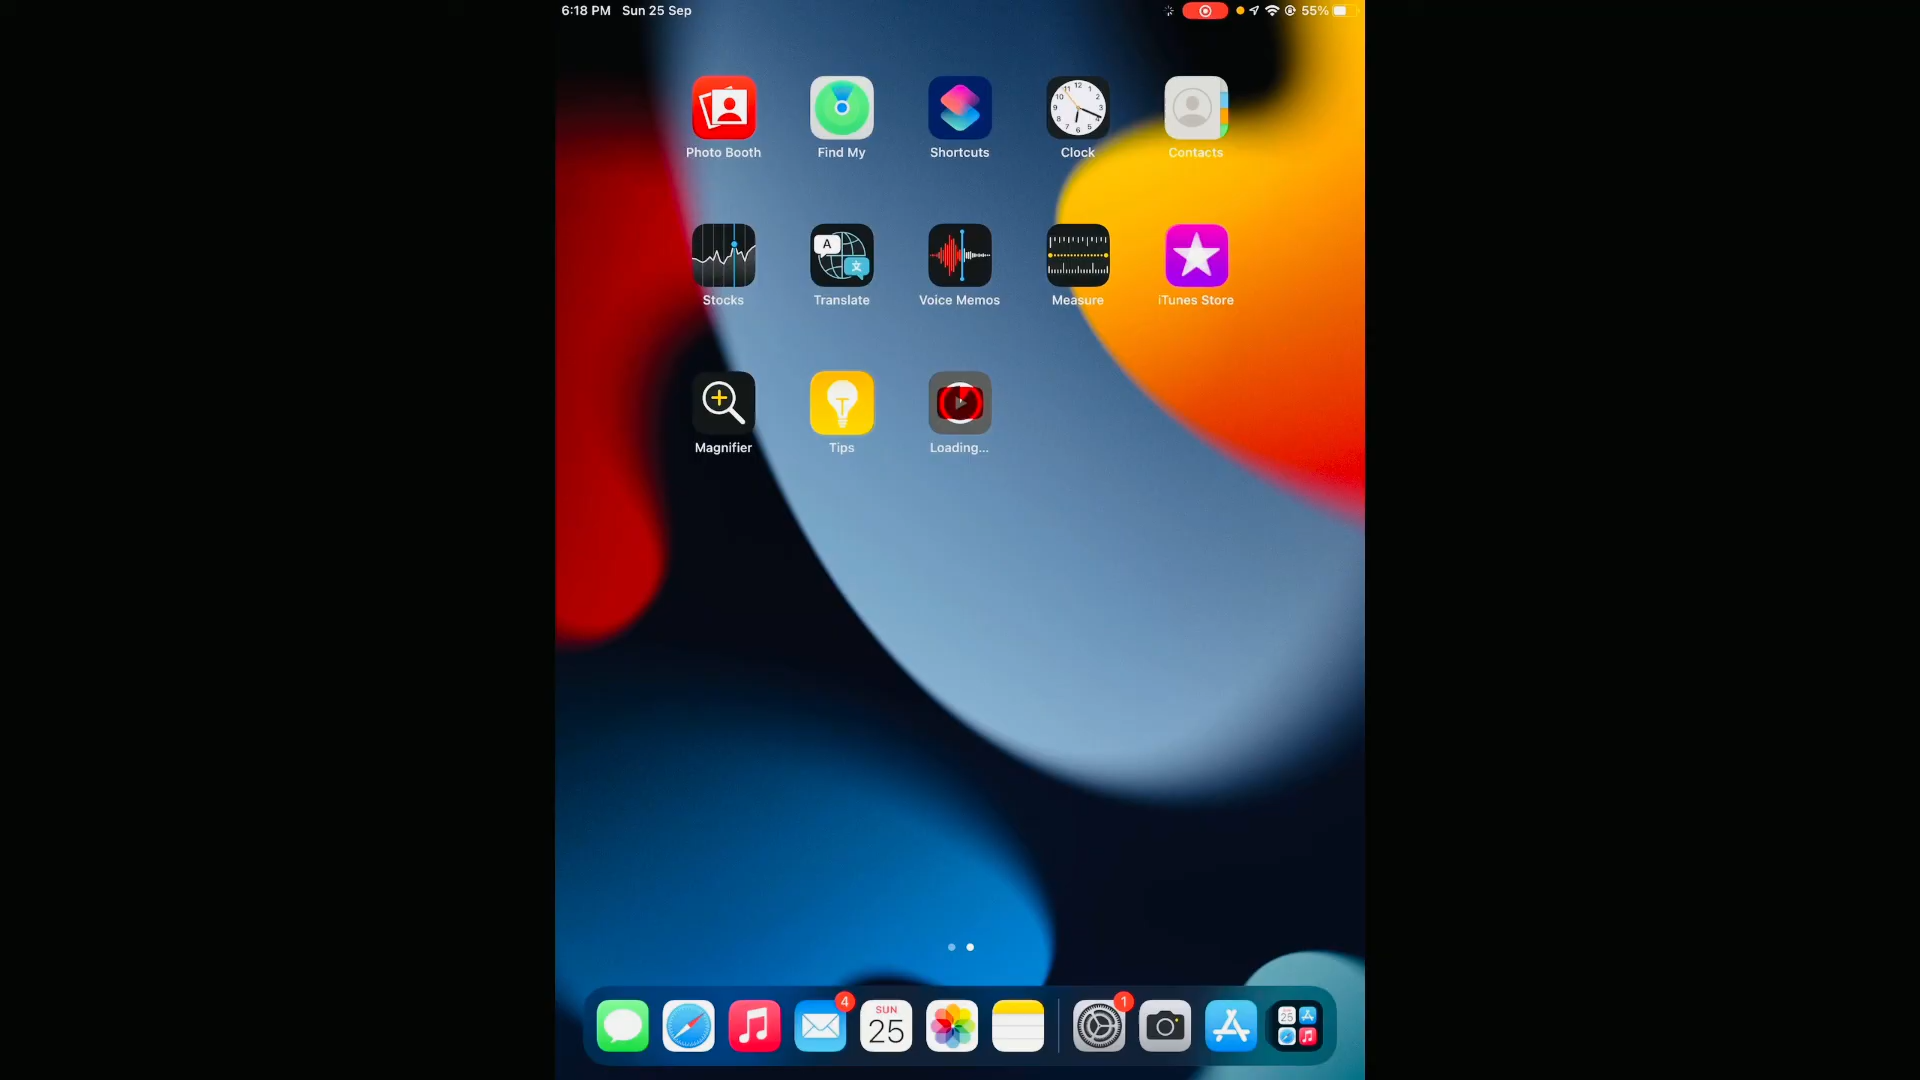 6:18 PM Sun 25 Sep
55%
Photo Booth
Find My
Shortcuts
Clock
Contacts
Stocks
Translate
Voice Memos
Measure
iTunes Store
Magnifier
Tips
Loading...
4
SUN
25
1